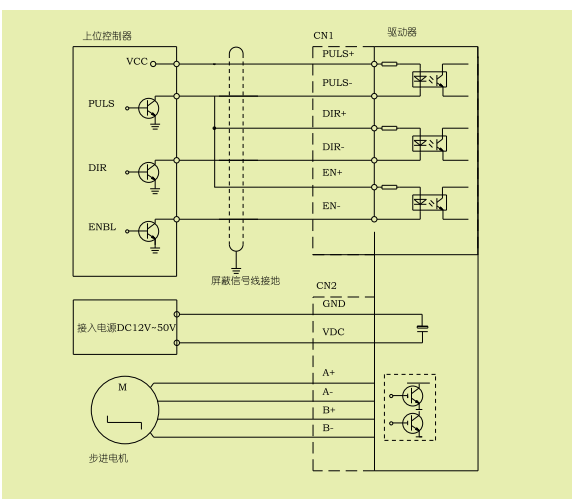 上位控制器
CN1
驱动器
VCC
PULS+
PULS-
PULS
DIR+
DIR-
DIR
EN+
EN-
ENBL
屏蔽信号线接地
CN2
GND
接入电源DC12V~50V
VDC
A+
M
A-
B+
B-
步进电机